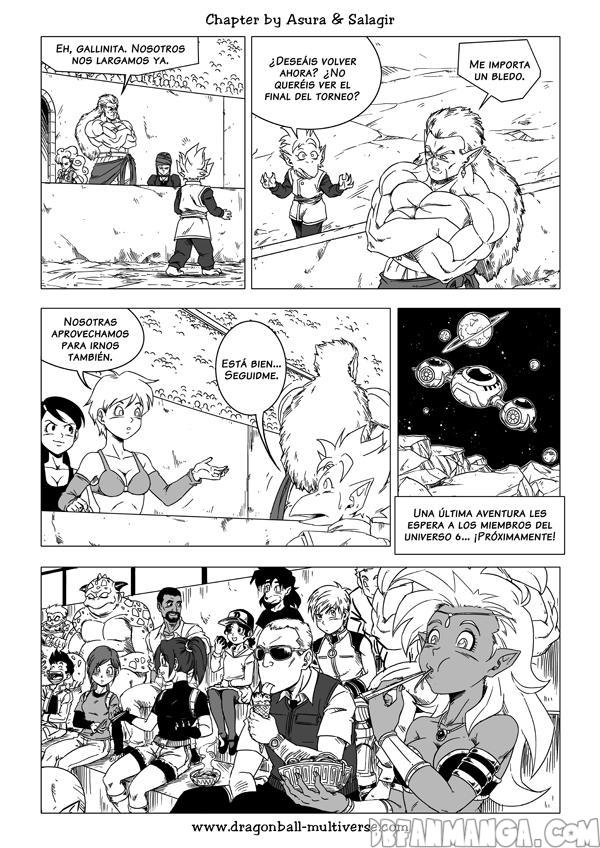 Chapter by Asura & Salagir
Eh, gallinita. Nosotros
nos largamos ya.
¿Deseáis volver
ahora? ¿No
queréis ver el
final del torneo?
Me importa
un bledo.
Nosotras
aprovechamos
para irnos
también.
Está bien...
Seguidme.
Una última aventura les
espera a los miembros del
universo 6... ¡Próximamente!
www.dragonball-multiverse.com
DBFANMANGA.COM